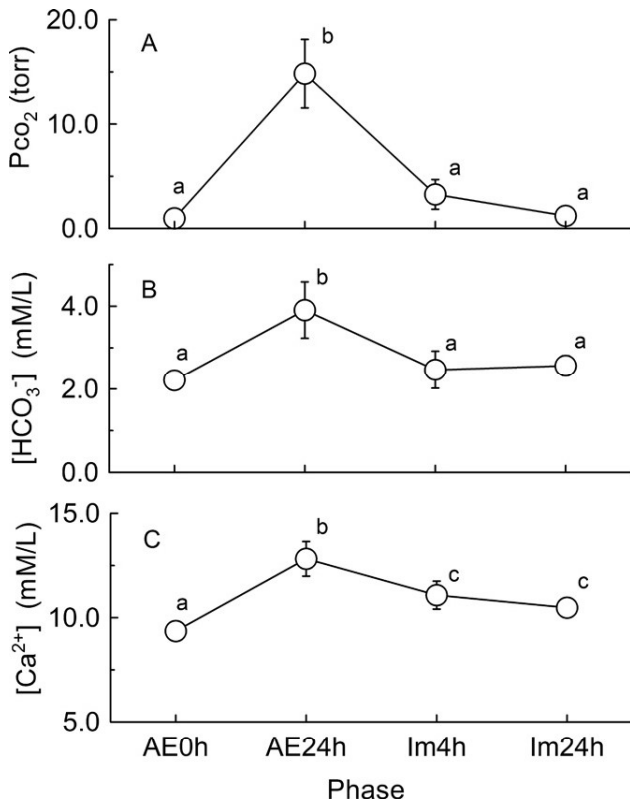 A
Pco₂ (torr)
20.0
10.0
0.0
a
b
a
a
B
[HCO₃⁻] (mM/L)
4.0
2.0
0.0
a
b
a
a
C
[Ca²⁺] (mM/L)
15.0
10.0
5.0
a
b
c
c
AE0h AE24h Im4h Im24h
Phase